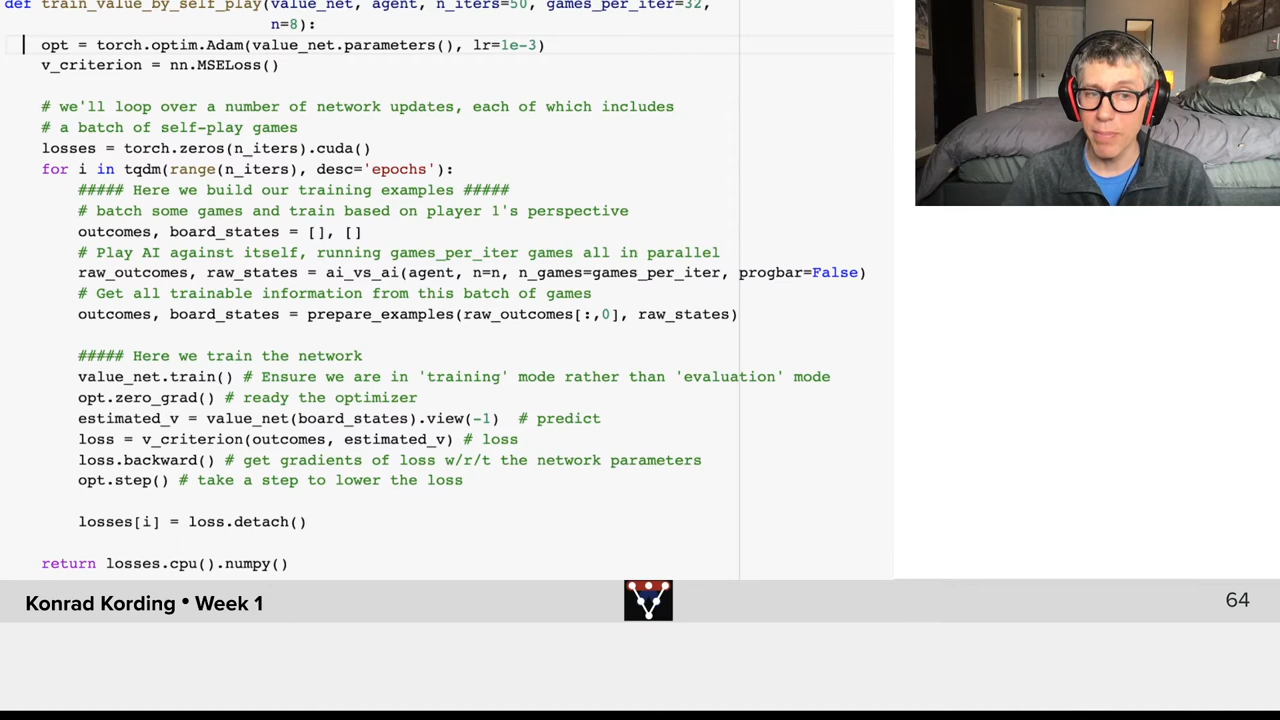 def train_value_by_self_play(value_net, agent, n_iters=50, games_per_iter=32,
n=8):
opt = torch.optim.Adam(value_net.parameters(), lr=1e-3)
v_criterion = nn.MSELoss()
# we'll loop over a number of network updates, each of which includes
# a batch of self-play games
losses = torch.zeros(n_iters).cuda()
for i in tqdm(range(n_iters), desc='epochs'):
##### Here we build our training examples #####
# batch some games and train based on player 1's perspective
outcomes, board_states = [], []
# Play AI against itself, running games_per_iter games all in parallel
raw_outcomes, raw_states = ai_vs_ai(agent, n=n, n_games=games_per_iter, progbar=False)
# Get all trainable information from this batch of games
outcomes, board_states = prepare_examples(raw_outcomes[:,0], raw_states)
##### Here we train the network
value_net.train() # Ensure we are in 'training' mode rather than 'evaluation' mode
opt.zero_grad() # ready the optimizer
estimated_v = value_net(board_states).view(-1)  # predict
loss = v_criterion(outcomes, estimated_v) # loss
loss.backward() # get gradients of loss w/r/t the network parameters
opt.step() # take a step to lower the loss
losses[i] = loss.detach()
return losses.cpu().numpy()
Konrad Kording • Week 1
64